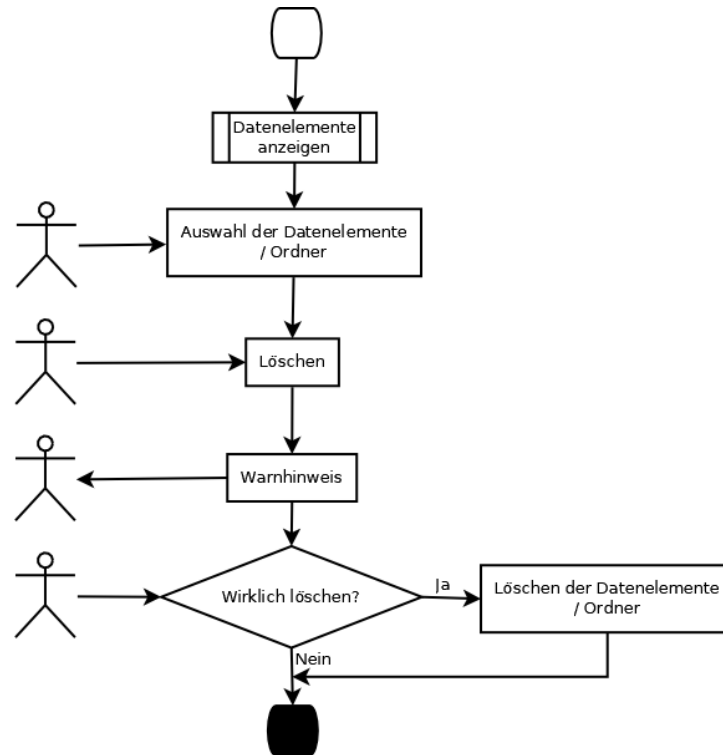 Datenelemente
anzeigen
Auswahl der Datenelemente
/ Ordner
Löschen
Warnhinweis
Wirklich löschen?
Ja
Löschen der Datenelemente
/ Ordner
Nein